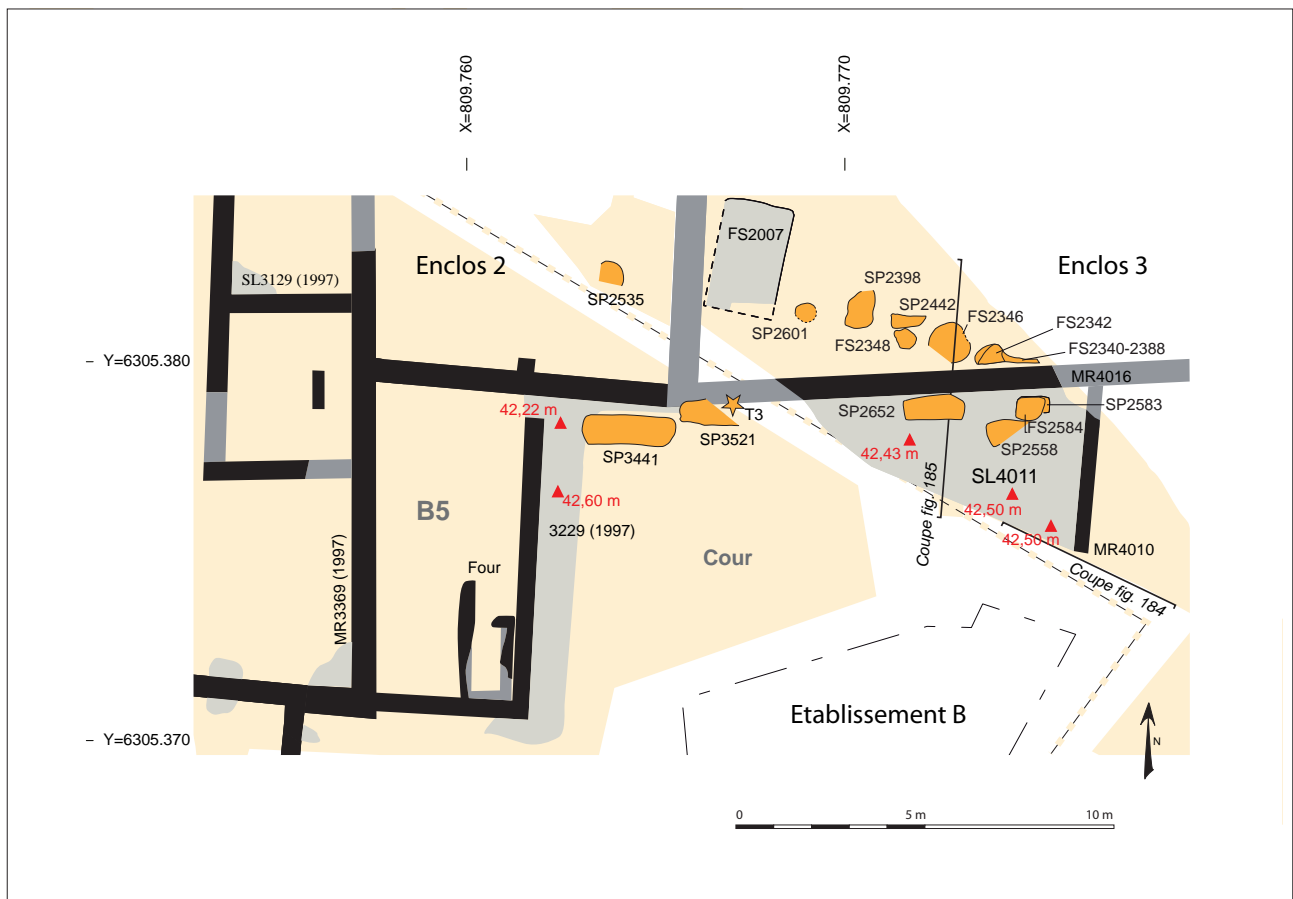 X=809.760
X=809.770
Enclos 2
Enclos 3
FS2007
SL3129 (1997)
SP2535
SP2398
SP2442
FS2346
SP2601
FS2348
FS2342
FS2340-2388
Y=6305.380
MR4016
SP2583
SP2652
T3
42,22 m
SP3521
FS2584
SP3441
SP2558
42,43 m
SL4011
Coupe fig. 185
42,60 m
B5
42,50 m
3229 (1997)
42,50 m
Cour
MR4010
Four
Coupe fig. 184
MR3369 (1997)
Etablissement B
Y=6305.370
N
0
5 m
10 m